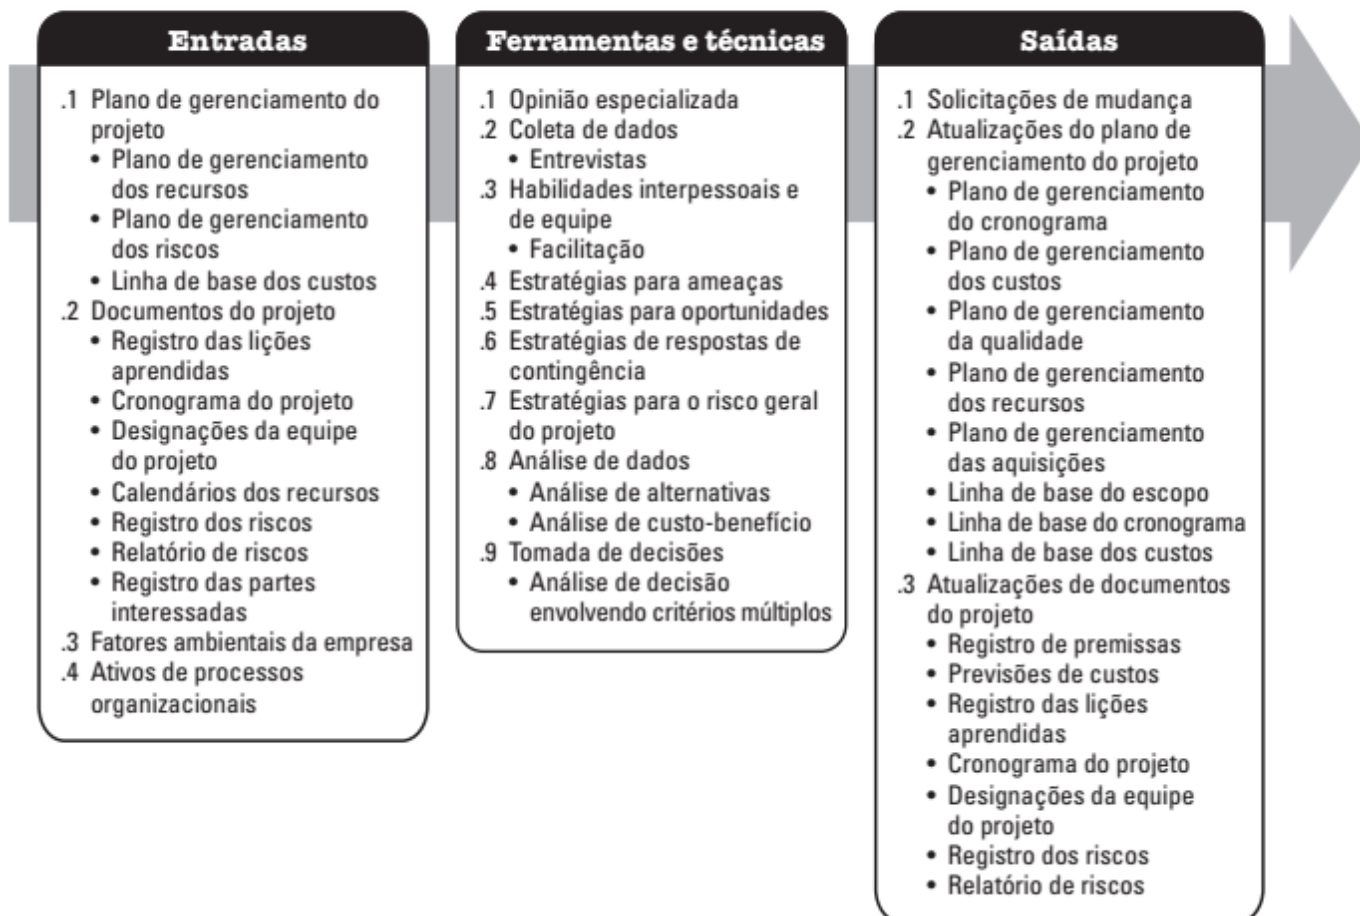 Entradas
.1 Plano de gerenciamento do
projeto
• Plano de gerenciamento
dos recursos
• Plano de gerenciamento
dos riscos
• Linha de base dos custos
.2 Documentos do projeto
• Registro das lições
aprendidas
• Cronograma do projeto
• Designações da equipe
do projeto
• Calendários dos recursos
• Registro dos riscos
• Relatório de riscos
• Registro das partes
interessadas
.3 Fatores ambientais da empresa
.4 Ativos de processos
organizacionais
Ferramentas e técnicas
.1 Opinião especializada
.2 Coleta de dados
• Entrevistas
.3 Habilidades interpessoais e
de equipe
• Facilitação
.4 Estratégias para ameaças
.5 Estratégias para oportunidades
.6 Estratégias de respostas de
contingência
.7 Estratégias para o risco geral
do projeto
.8 Análise de dados
• Análise de alternativas
• Análise de custo-benefício
.9 Tomada de decisões
• Análise de decisão
envolvendo critérios múltiplos
Saídas
.1 Solicitações de mudança
.2 Atualizações do plano de
gerenciamento do projeto
• Plano de gerenciamento
do cronograma
• Plano de gerenciamento
dos custos
• Plano de gerenciamento
da qualidade
• Plano de gerenciamento
dos recursos
• Plano de gerenciamento
das aquisições
• Linha de base do escopo
• Linha de base do cronograma
• Linha de base dos custos
.3 Atualizações de documentos
do projeto
• Registro de premissas
• Previsões de custos
• Registro das lições
aprendidas
• Cronograma do projeto
• Designações da equipe
do projeto
• Registro dos riscos
• Relatório de riscos